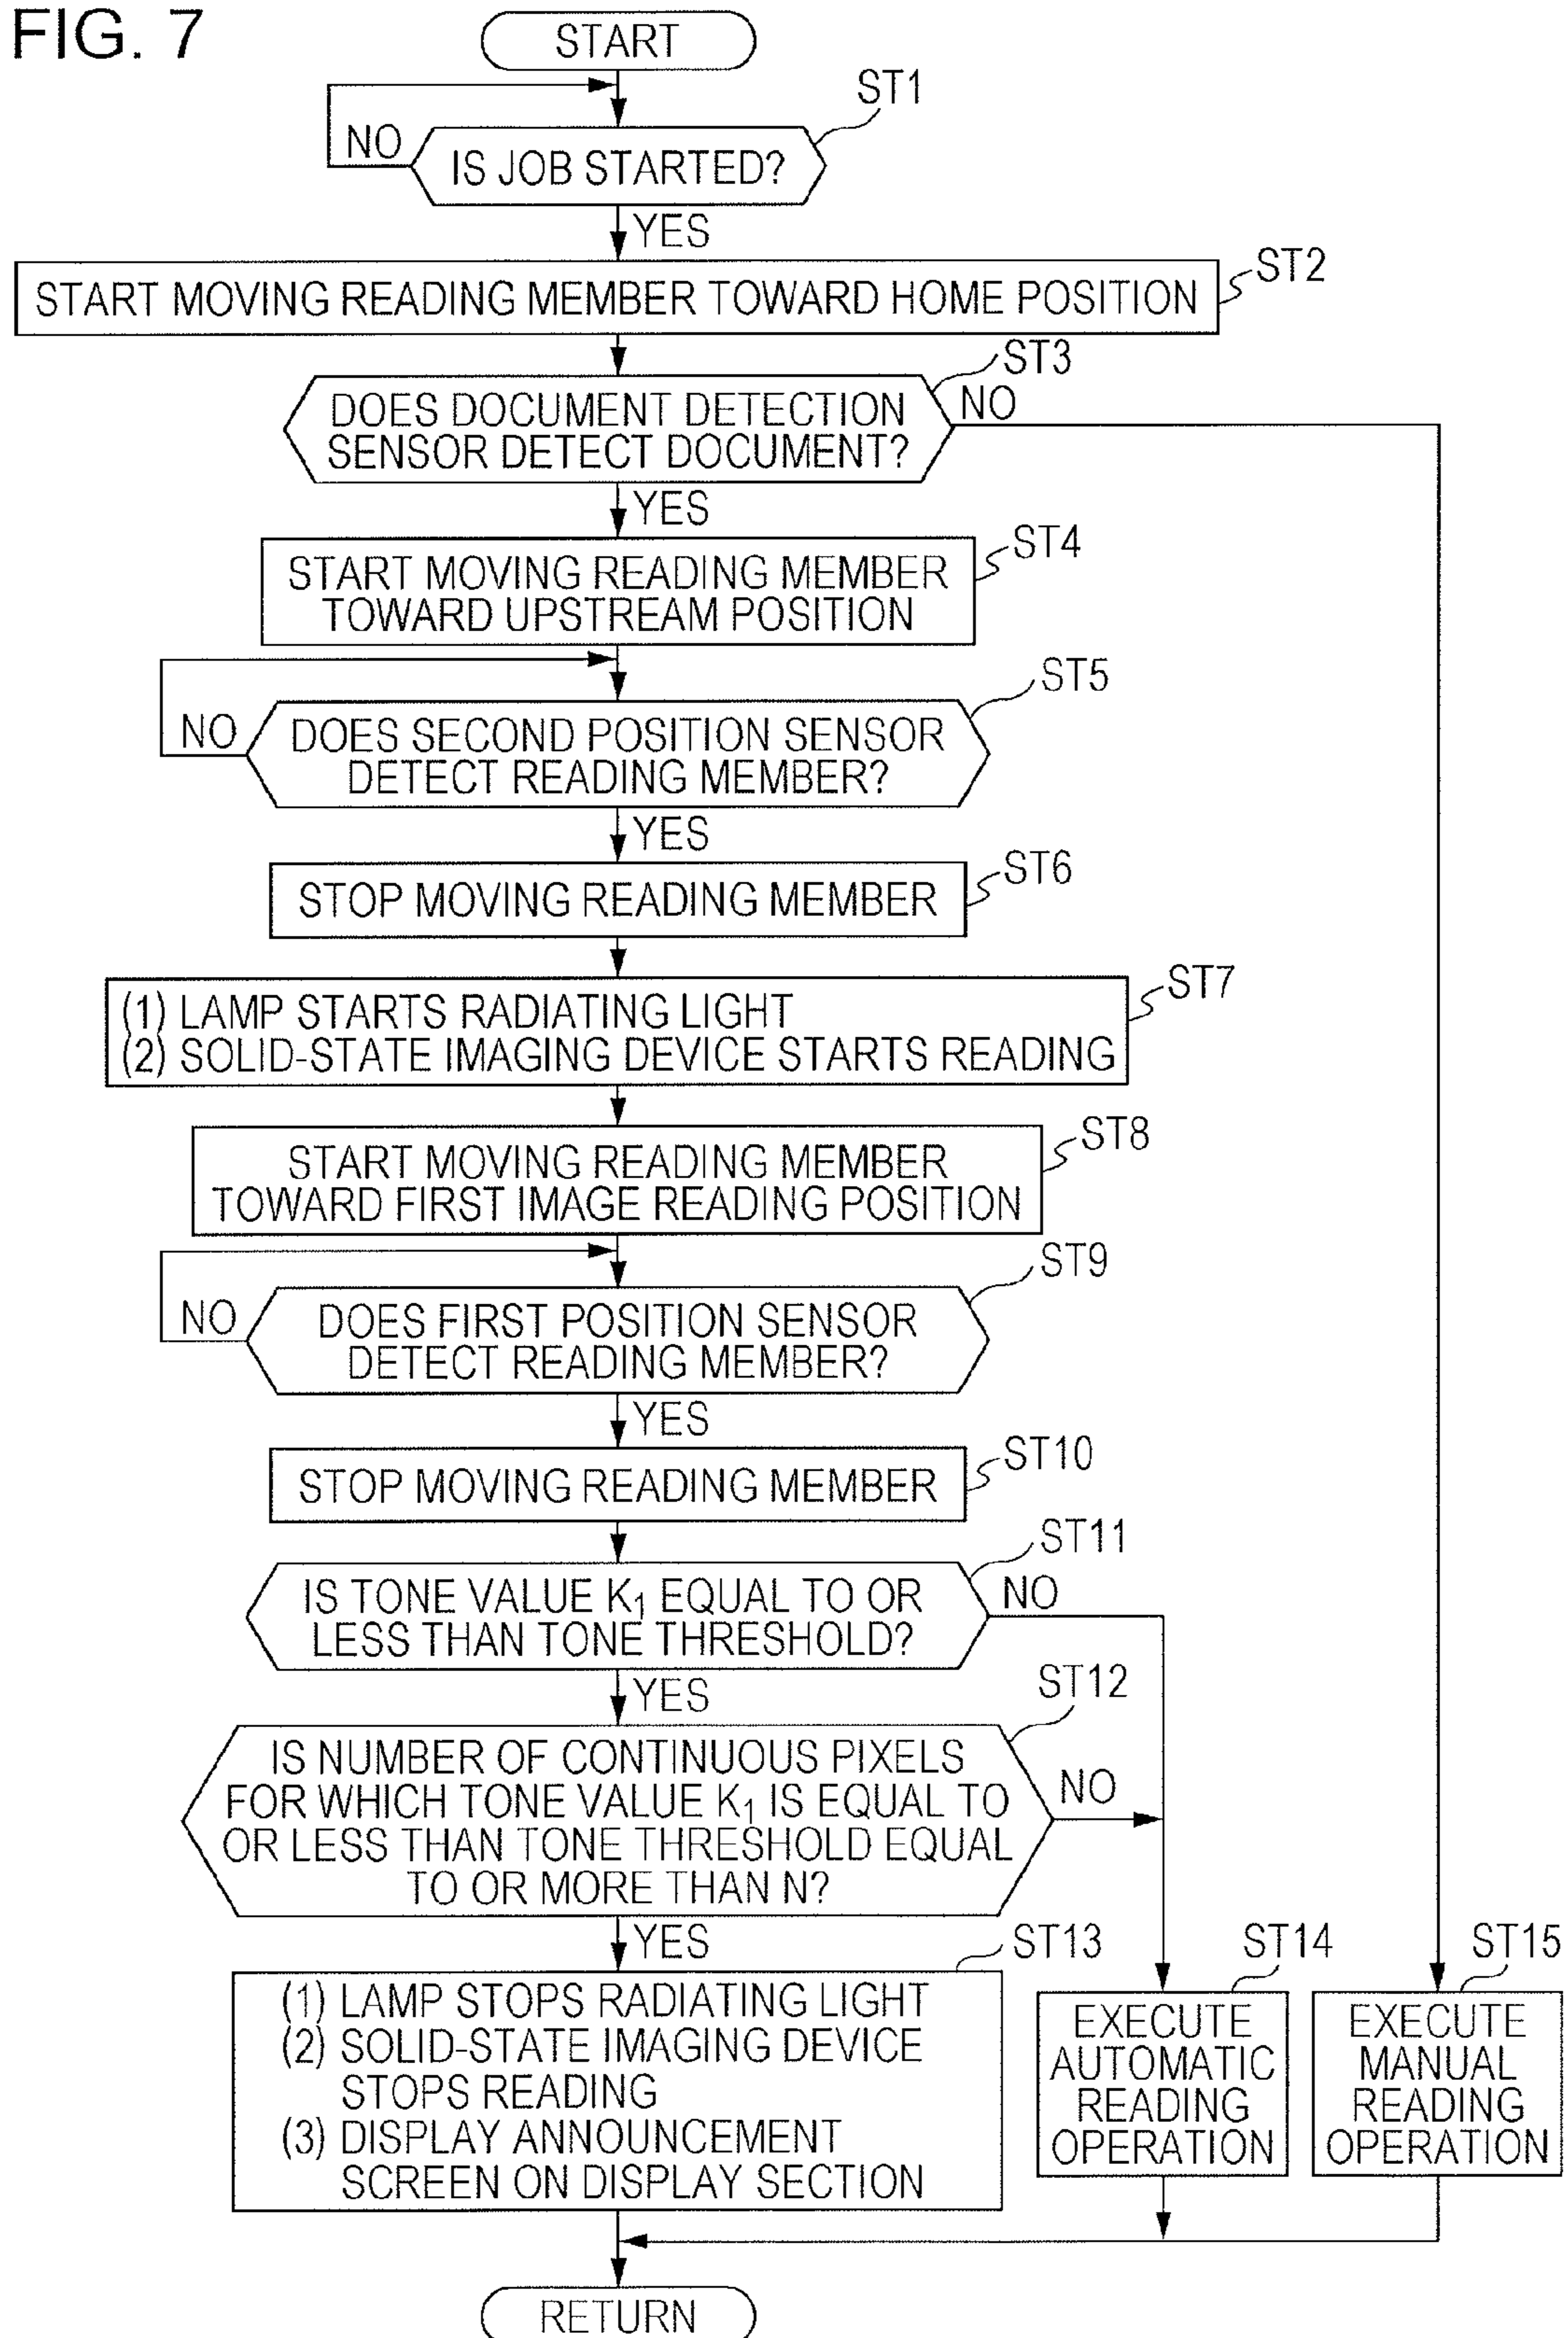 FIG. 7
START
ST1
NO
IS JOB STARTED?
YES
ST2
START MOVING READING MEMBER TOWARD HOME POSITION
ST3
DOES DOCUMENT DETECTION
SENSOR DETECT DOCUMENT?
NO
YES
ST4
START MOVING READING MEMBER
TOWARD UPSTREAM POSITION
ST5
NO
DOES SECOND POSITION SENSOR
DETECT READING MEMBER?
YES
ST6
STOP MOVING READING MEMBER
ST7
(1) LAMP STARTS RADIATING LIGHT
(2) SOLID-STATE IMAGING DEVICE STARTS READING
ST8
START MOVING READING MEMBER
TOWARD FIRST IMAGE READING POSITION
ST9
NO
DOES FIRST POSITION SENSOR
DETECT READING MEMBER?
YES
ST10
STOP MOVING READING MEMBER
ST11
IS TONE VALUE K₁ EQUAL TO OR
LESS THAN TONE THRESHOLD?
NO
YES
ST12
IS NUMBER OF CONTINUOUS PIXELS
FOR WHICH TONE VALUE K₁ IS EQUAL TO
OR LESS THAN TONE THRESHOLD EQUAL
TO OR MORE THAN N?
NO
YES
ST13
(1) LAMP STOPS RADIATING LIGHT
(2) SOLID-STATE IMAGING DEVICE
STOPS READING
(3) DISPLAY ANNOUNCEMENT
SCREEN ON DISPLAY SECTION
ST14
EXECUTE
AUTOMATIC
READING
OPERATION
ST15
EXECUTE
MANUAL
READING
OPERATION
RETURN